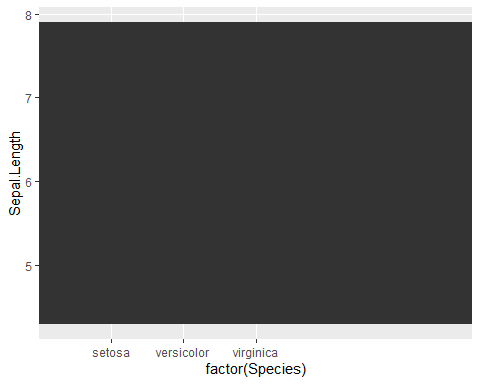 Sepal.Length
8
7
6
5
setosa versicolor virginica
factor(Species)